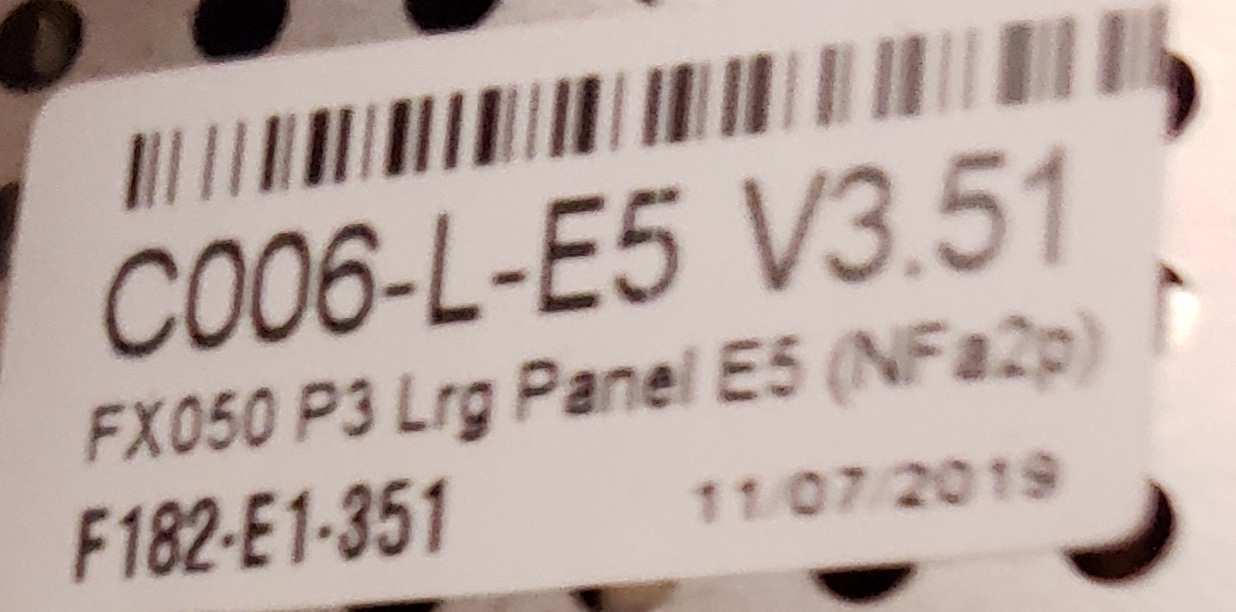 C006-L-E5 V3.51
FX050 P3 Lrg Panel E5 (NFa2p)
F182-E1-351 11/07/2019